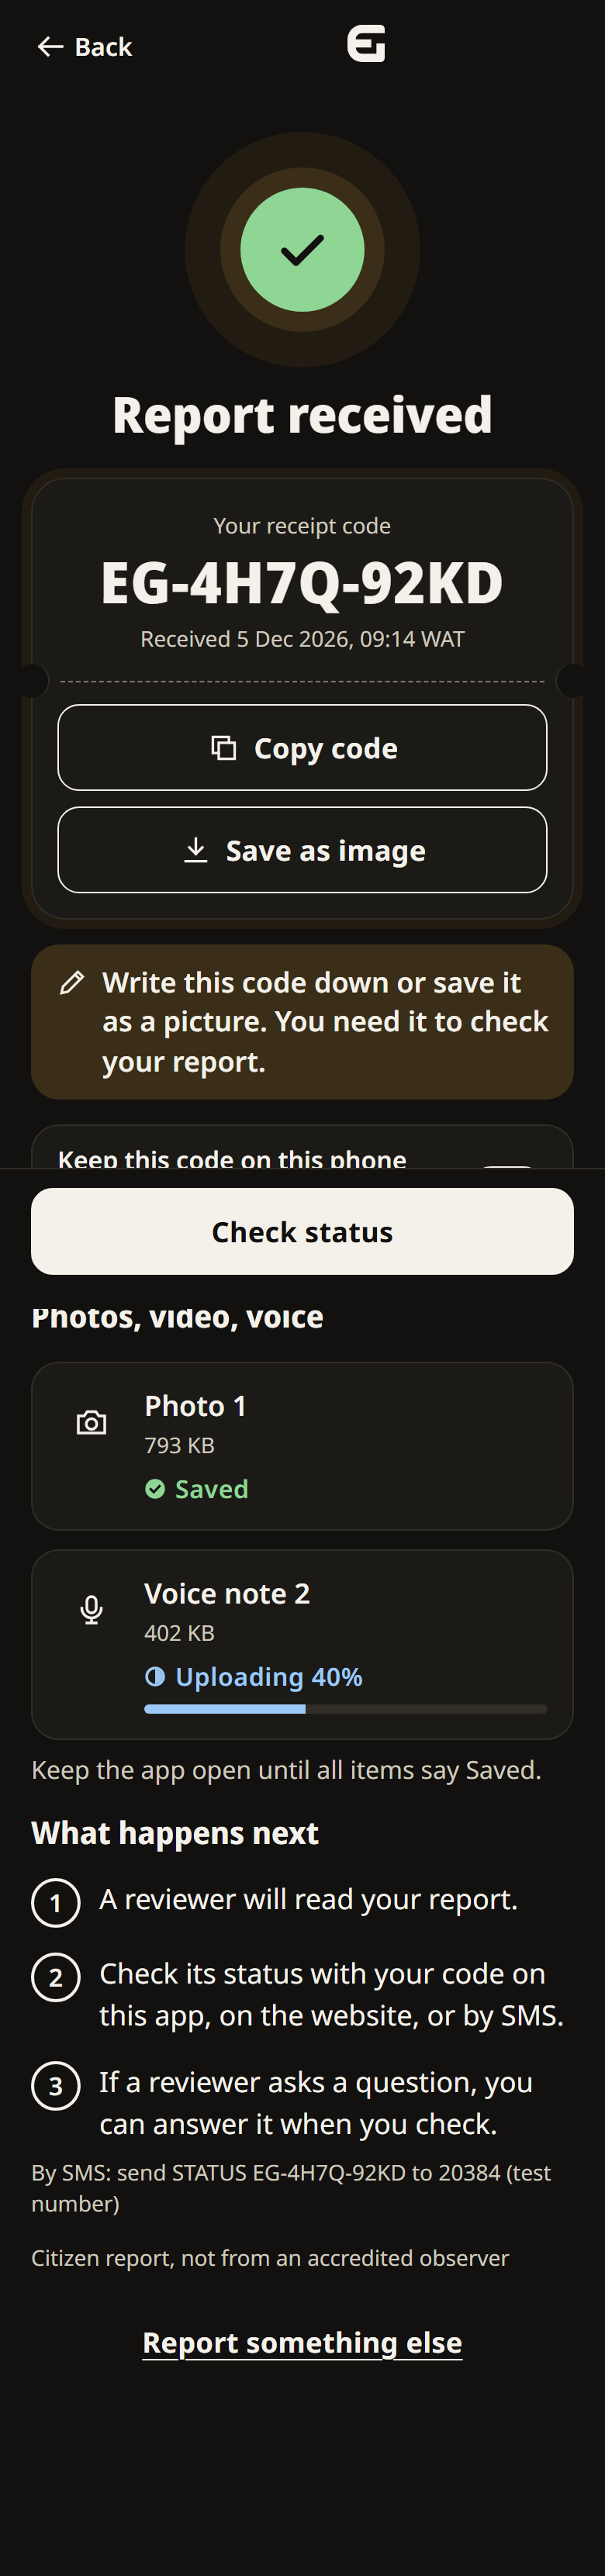 Back
Report received
Your receipt code
EG-4H7Q-92KD
Received 5 Dec 2026, 09:14 WAT
Copy code
Save as image
Write this code down or save it
as a picture. You need it to check
your report.
Keep this code on this phone
Check status
Photos, video, voice
Photo 1
793 KB
Saved
Voice note 2
402 KB
Uploading 40%
Keep the app open until all items say Saved.
What happens next
1 A reviewer will read your report.
2 Check its status with your code on
this app, on the website, or by SMS.
3 If a reviewer asks a question, you
can answer it when you check.
By SMS: send STATUS EG-4H7Q-92KD to 20384 (test
number)
Citizen report, not from an accredited observer
Report something else